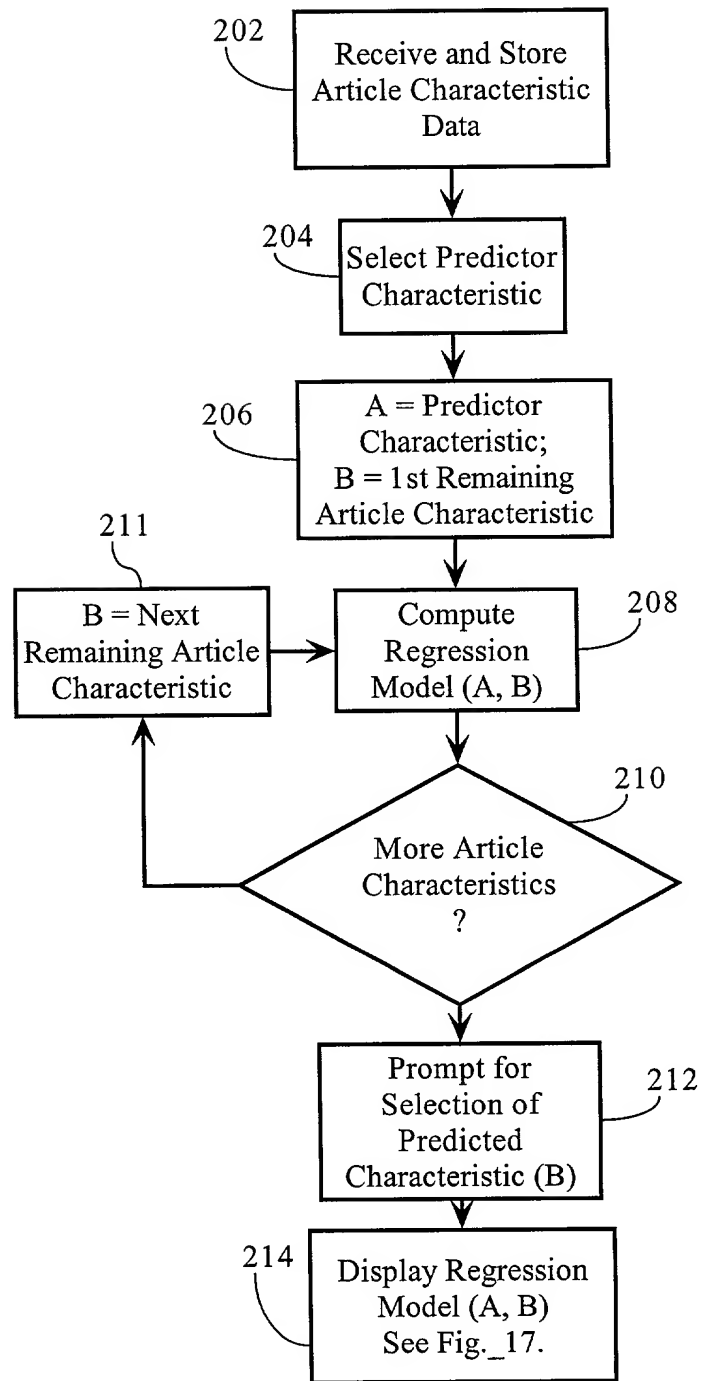 202
Receive and Store
Article Characteristic
Data
204
Select Predictor
Characteristic
206
A = Predictor
Characteristic;
B = 1st Remaining
Article Characteristic
211
B = Next
Remaining Article
Characteristic
Compute
Regression
Model (A, B)
208
210
More Article
Characteristics
?
Prompt for
Selection of
Predicted
Characteristic (B)
212
214
Display Regression
Model (A, B)
See Fig._17.